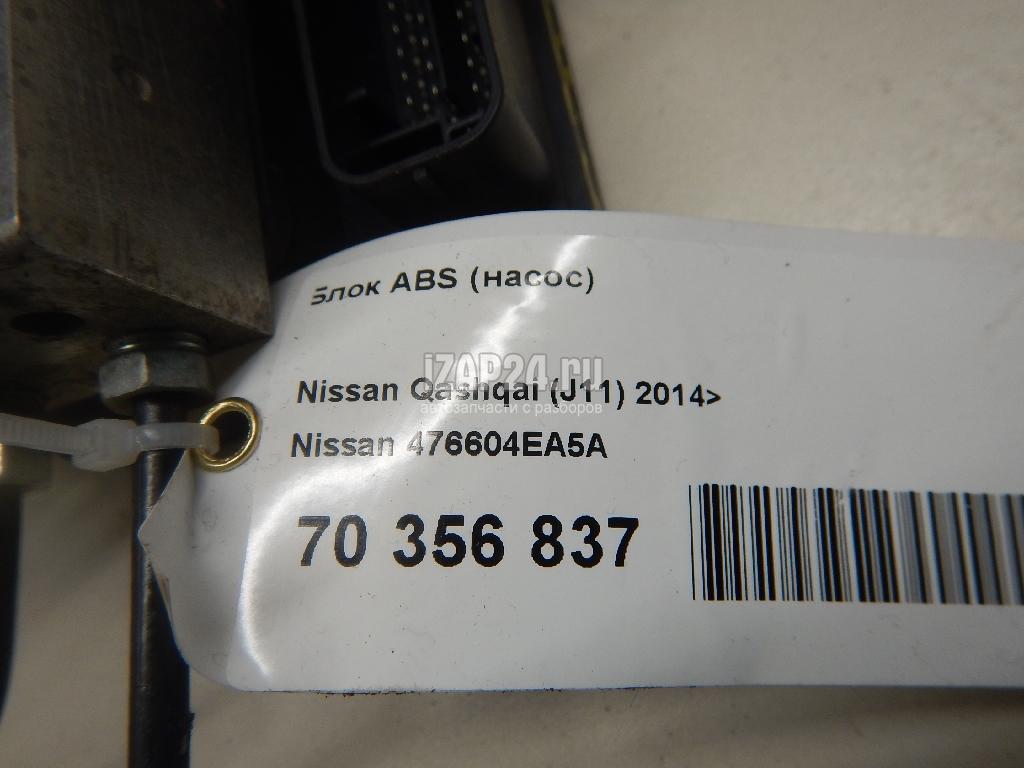 Блок ABS (насос)
iZAP24.ru
автозапчасти с разборов
Nissan Qashqai (J11) 2014>
Nissan 476604EA5A
70 356 837